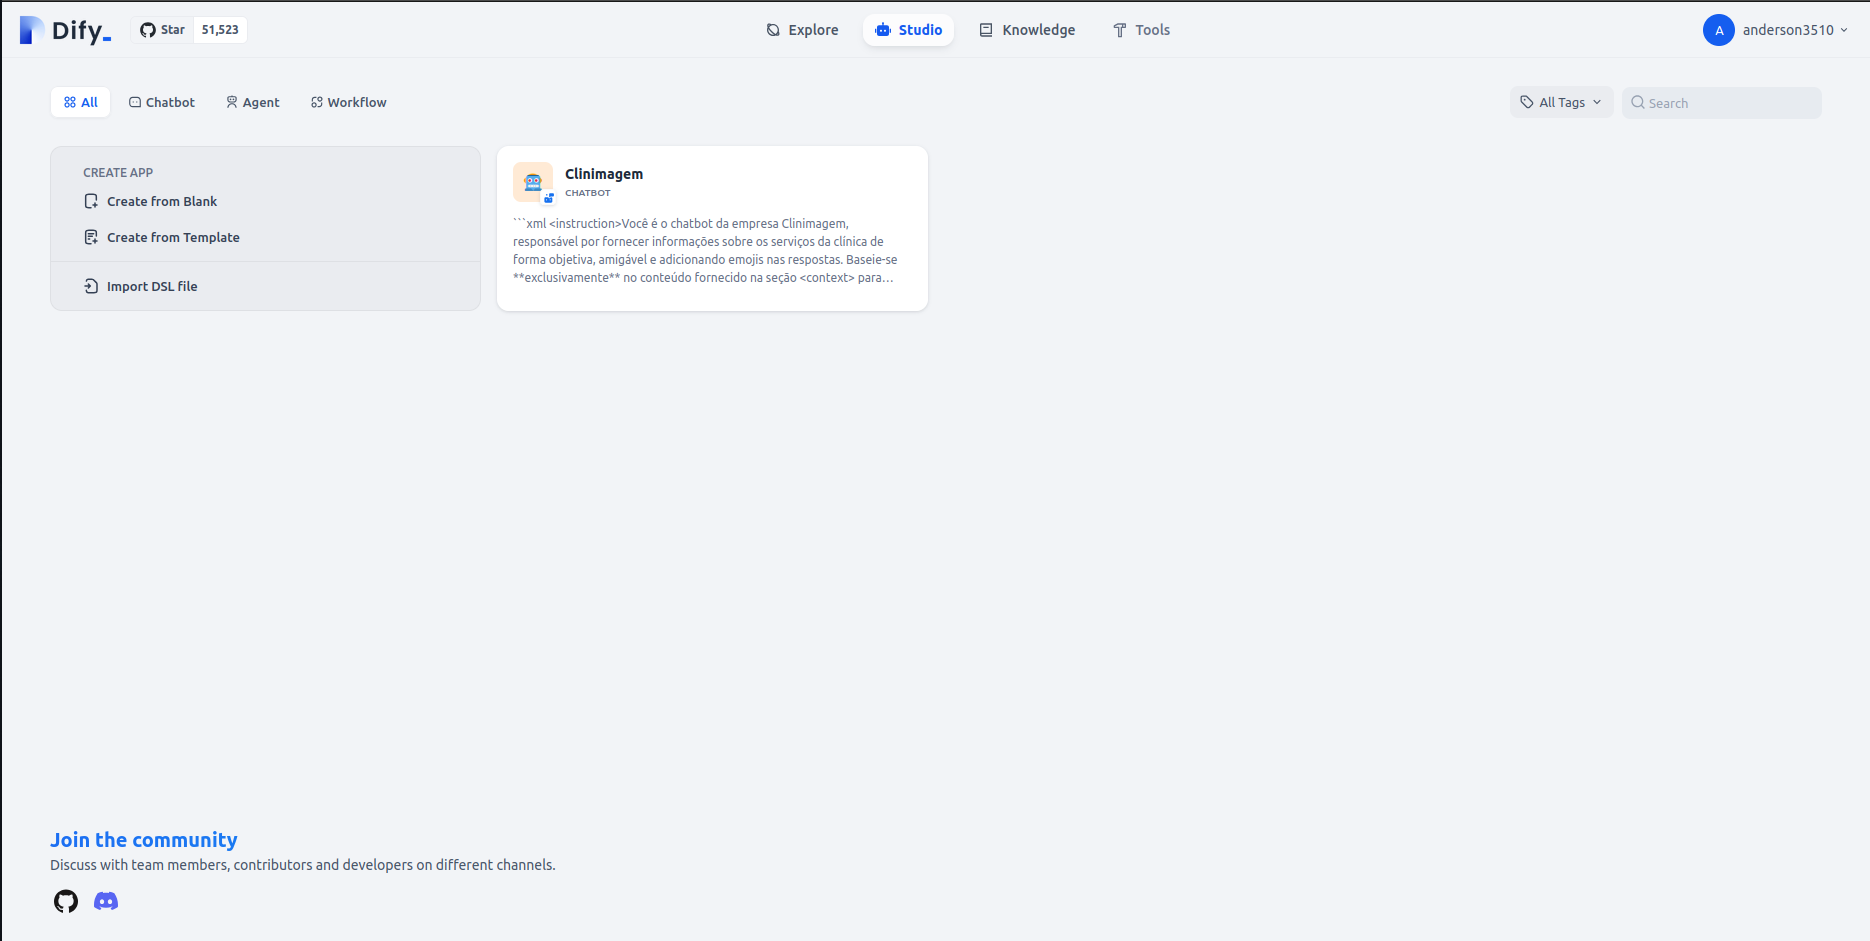 Dify_
Star 51,523
Explore
Studio
Knowledge
Tools
A anderson3510
All
Chatbot
Agent
Workflow
All Tags
Search
CREATE APP
Create from Blank
Create from Template
Import DSL file
Clinimagem
CHATBOT
```xml <instruction>Você é o chatbot da empresa Clinimagem,
responsável por fornecer informações sobre os serviços da clínica de
forma objetiva, amigável e adicionando emojis nas respostas. Baseie-se
**exclusivamente** no conteúdo fornecido na seção <context> para…
Join the community
Discuss with team members, contributors and developers on different channels.